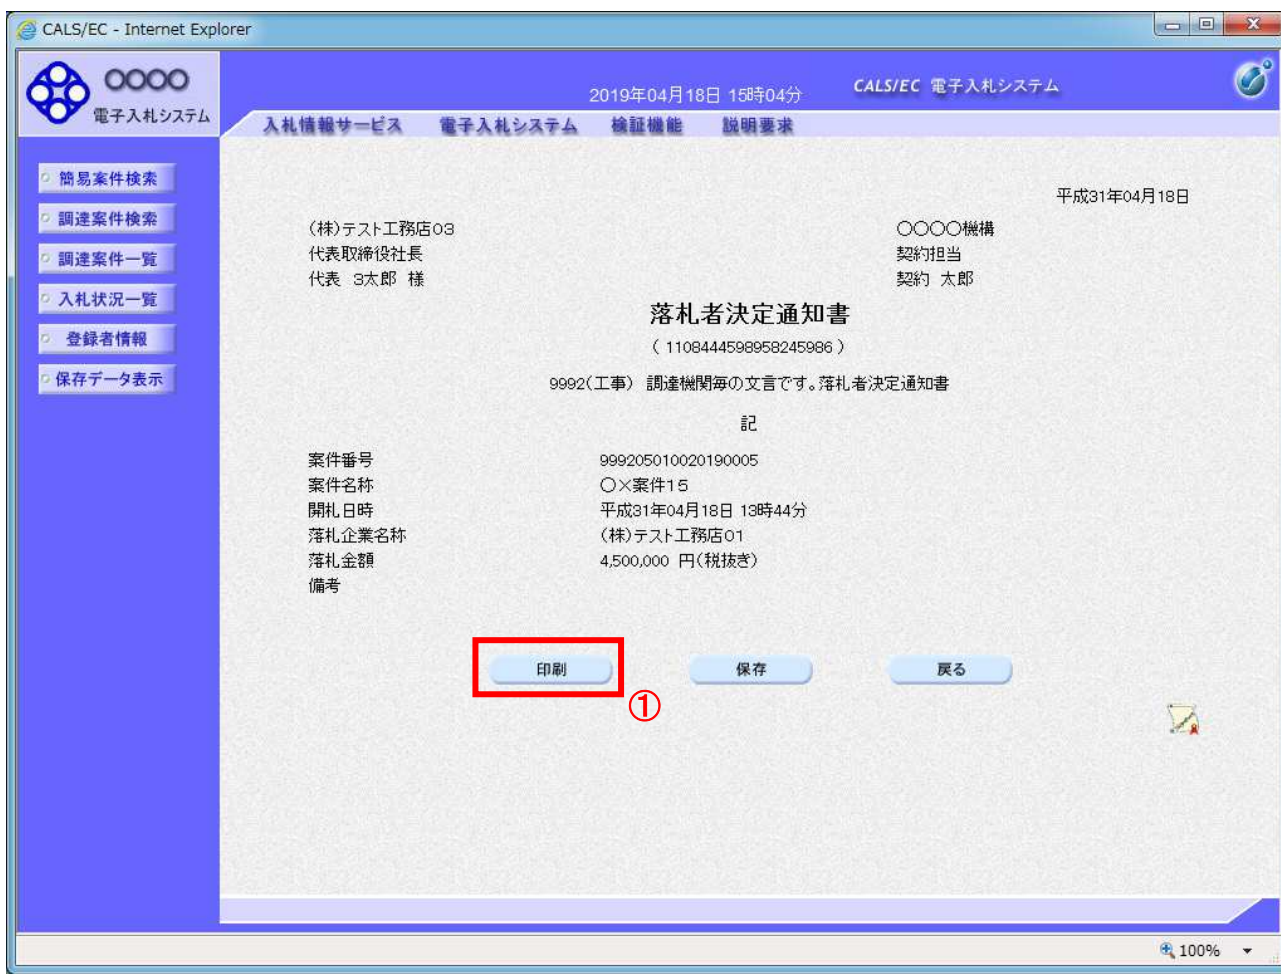 CALS/EC - Internet Explorer
〇〇〇〇
電子入札システム
2019年04月18日 15時04分
CALS/EC 電子入札システム
入札情報サービス 電子入札システム 検証機能 説明要求
簡易案件検索
調達案件検索
調達案件一覧
入札状況一覧
登録者情報
保存データ表示
平成31年04月18日
(株)テスト工務店03
代表取締役社長
代表 3太郎 様
〇〇〇〇機構
契約担当
契約 太郎
落札者決定通知書
( 1108444598958245986 )
9992(工事) 調達機関毎の文言です。落札者決定通知書
記
案件番号 999205010020190005
案件名称 〇×案件15
開札日時 平成31年04月18日 13時44分
落札企業名称 (株)テスト工務店01
落札金額 4,500,000 円(税抜き)
備考
印刷 保存 戻る
①
100%